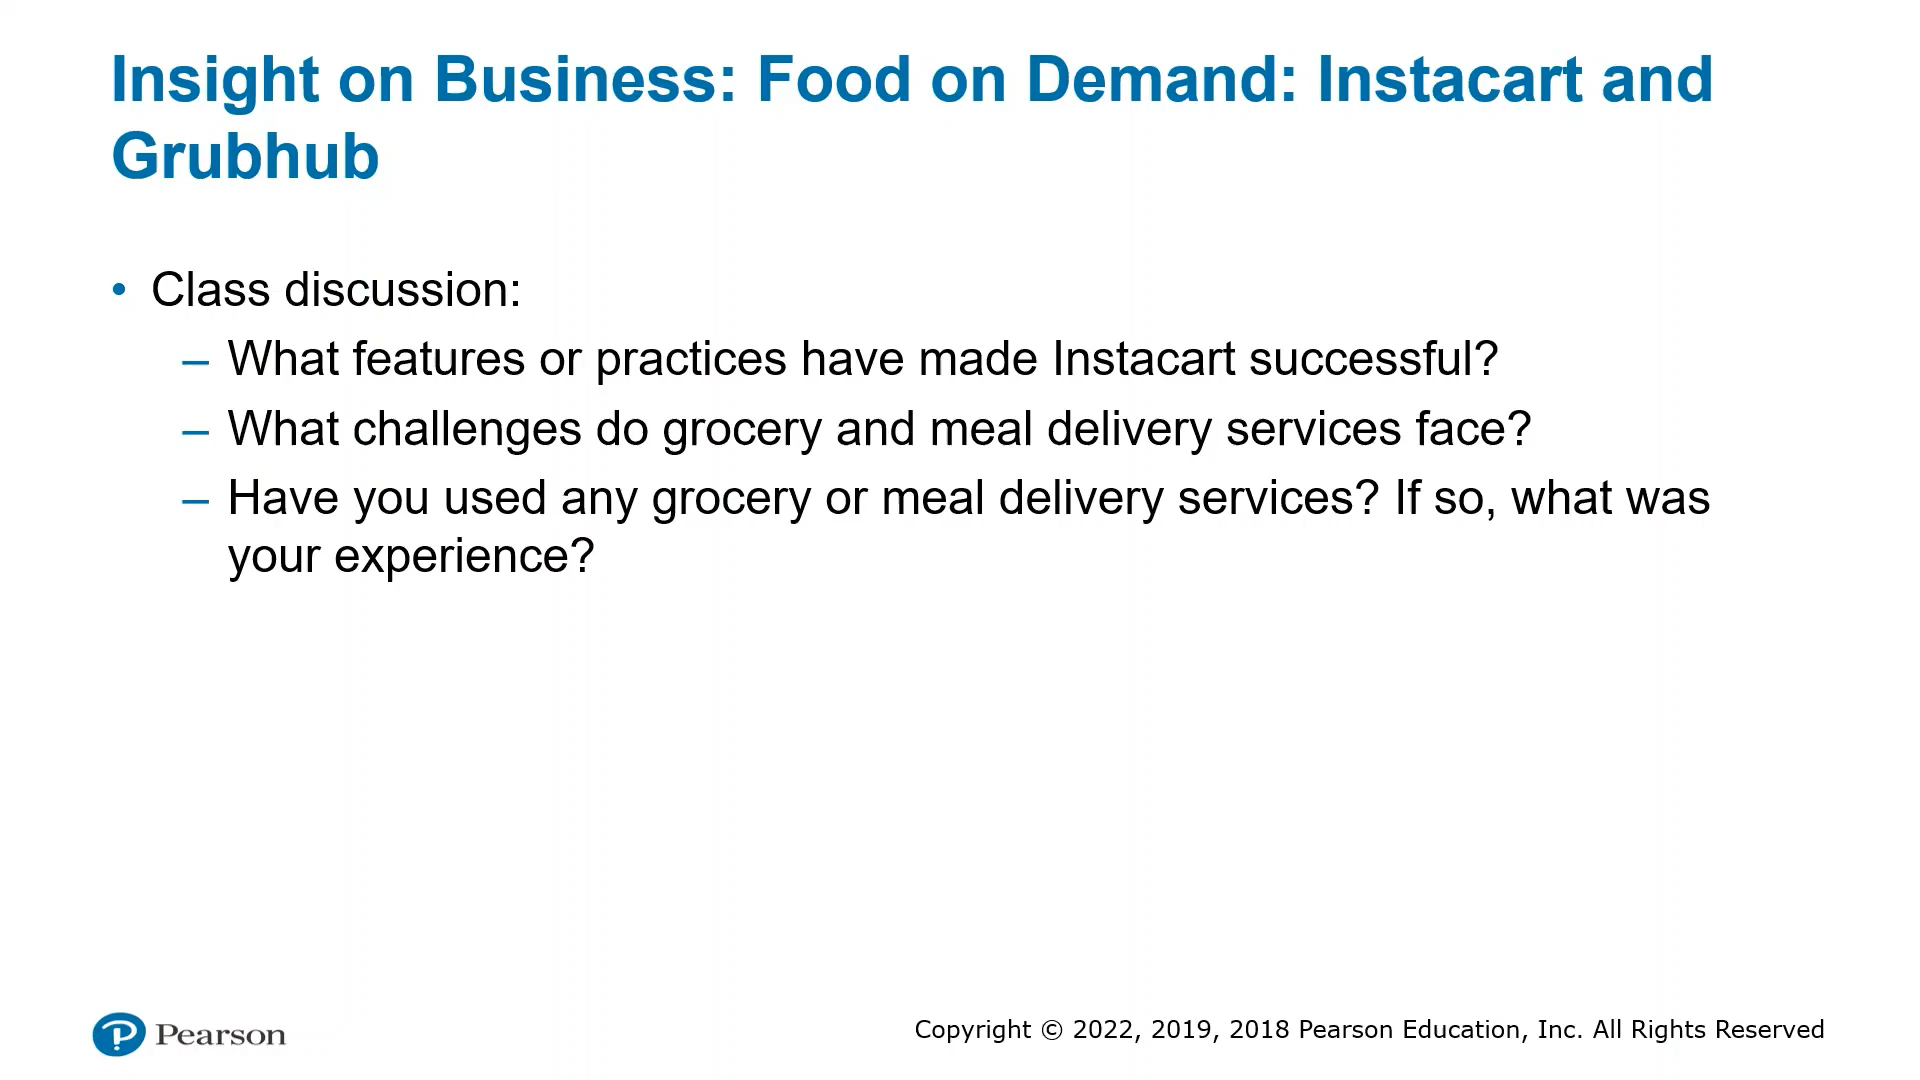 Insight on Business: Food on Demand: Instacart and
Grubhub
• Class discussion:
– What features or practices have made Instacart successful?
– What challenges do grocery and meal delivery services face?
– Have you used any grocery or meal delivery services? If so, what was
your experience?
Pearson
Copyright © 2022, 2019, 2018 Pearson Education, Inc. All Rights Reserved